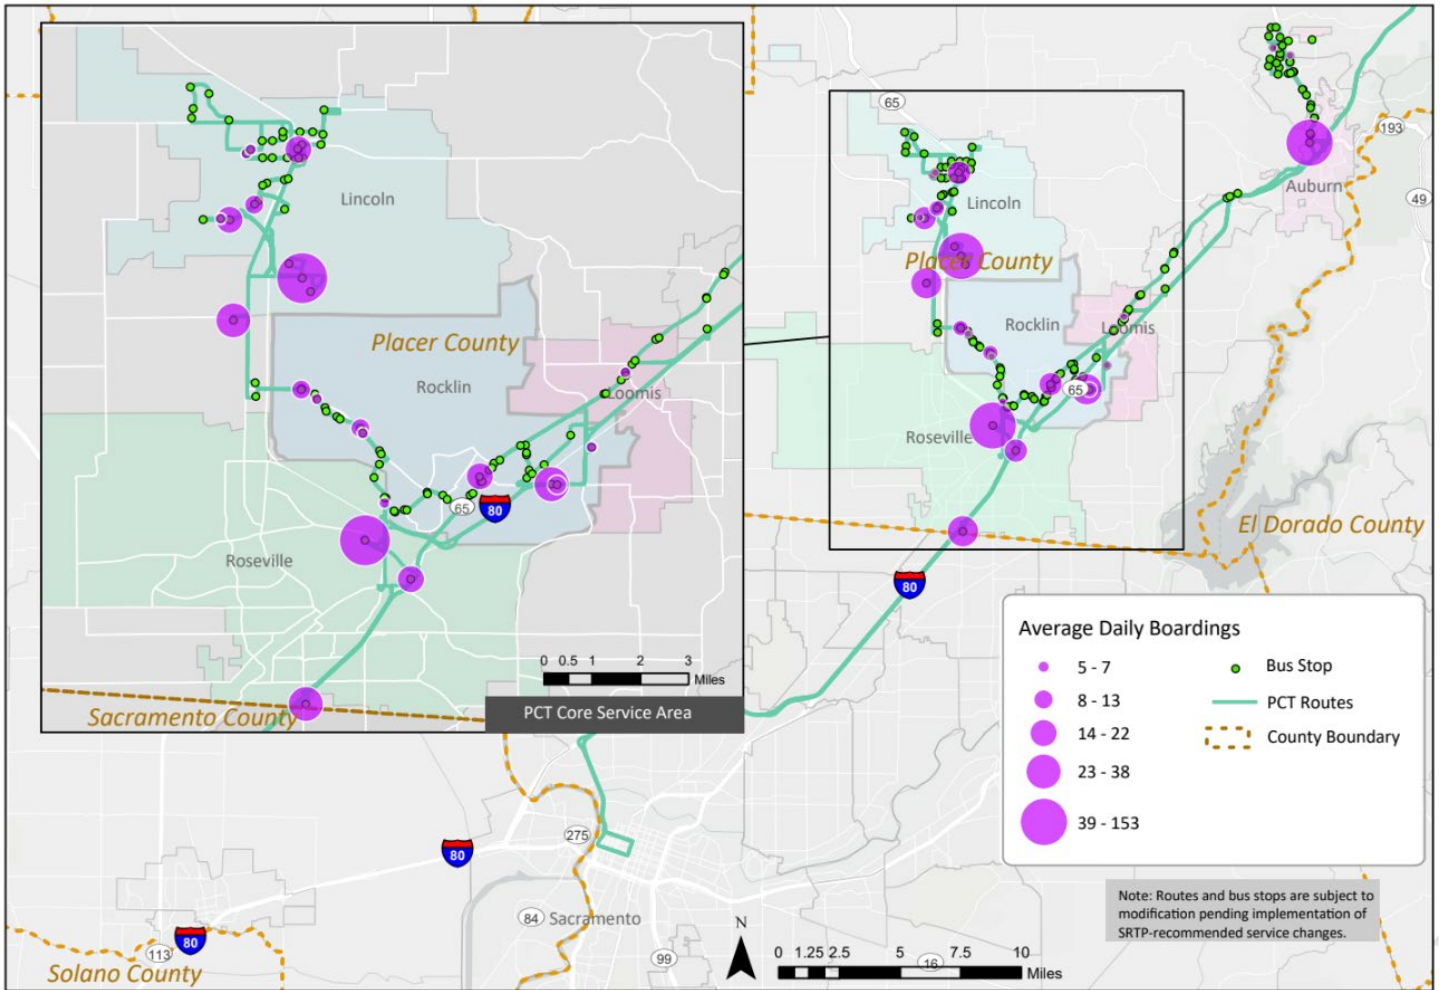 65
193
Auburn
49
Lincoln
Placer County
Rocklin
Loomis
65
Roseville
El Dorado County
80
Lincoln
Placer County
Rocklin
Loomis
65
80
Roseville
0 0.5 1 2 3
Miles
Sacramento County
PCT Core Service Area
Average Daily Boardings
5 - 7
8 - 13
14 - 22
23 - 38
39 - 153
Bus Stop
PCT Routes
County Boundary
275
80
84
Sacramento
80
113
Solano County
99
N
0 1.25 2.5 5 7.5 10
Miles
16
Note: Routes and bus stops are subject to
modification pending implementation of
SRTP-recommended service changes.